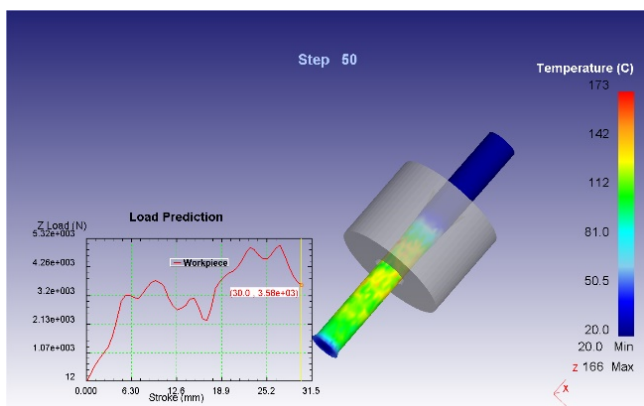 Step 50
Temperature (C)
173
142
112
81.0
50.5
20.0
20.0 Min
z 166 Max
x
Load Prediction
Z Load (N)
5.32e+003
4.26e+003
3.2e+003
2.13e+003
1.07e+003
12
Workpiece
(30.0 , 3.58e+03)
0.000 6.30 12.6 18.9 25.2 31.5
Stroke (mm)